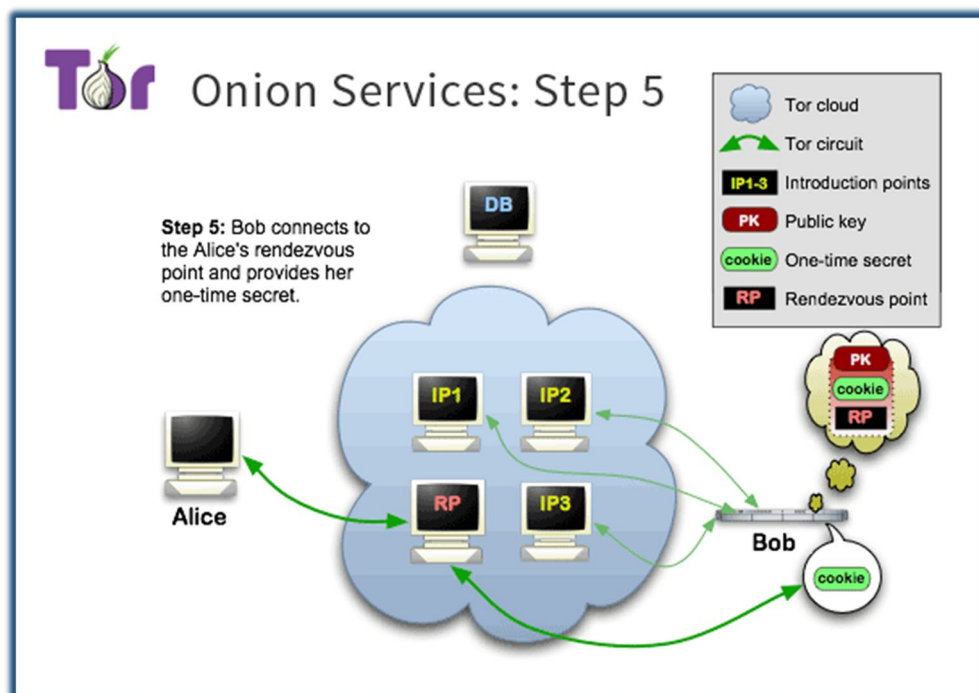 Tor
Onion Services: Step 5
Tor cloud
Tor circuit
IP1-3 Introduction points
PK Public key
cookie One-time secret
RP Rendezvous point
Step 5: Bob connects to
the Alice's rendezvous
point and provides her
one-time secret.
DB
IP1
IP2
RP
IP3
Alice
PK
cookie
RP
Bob
cookie